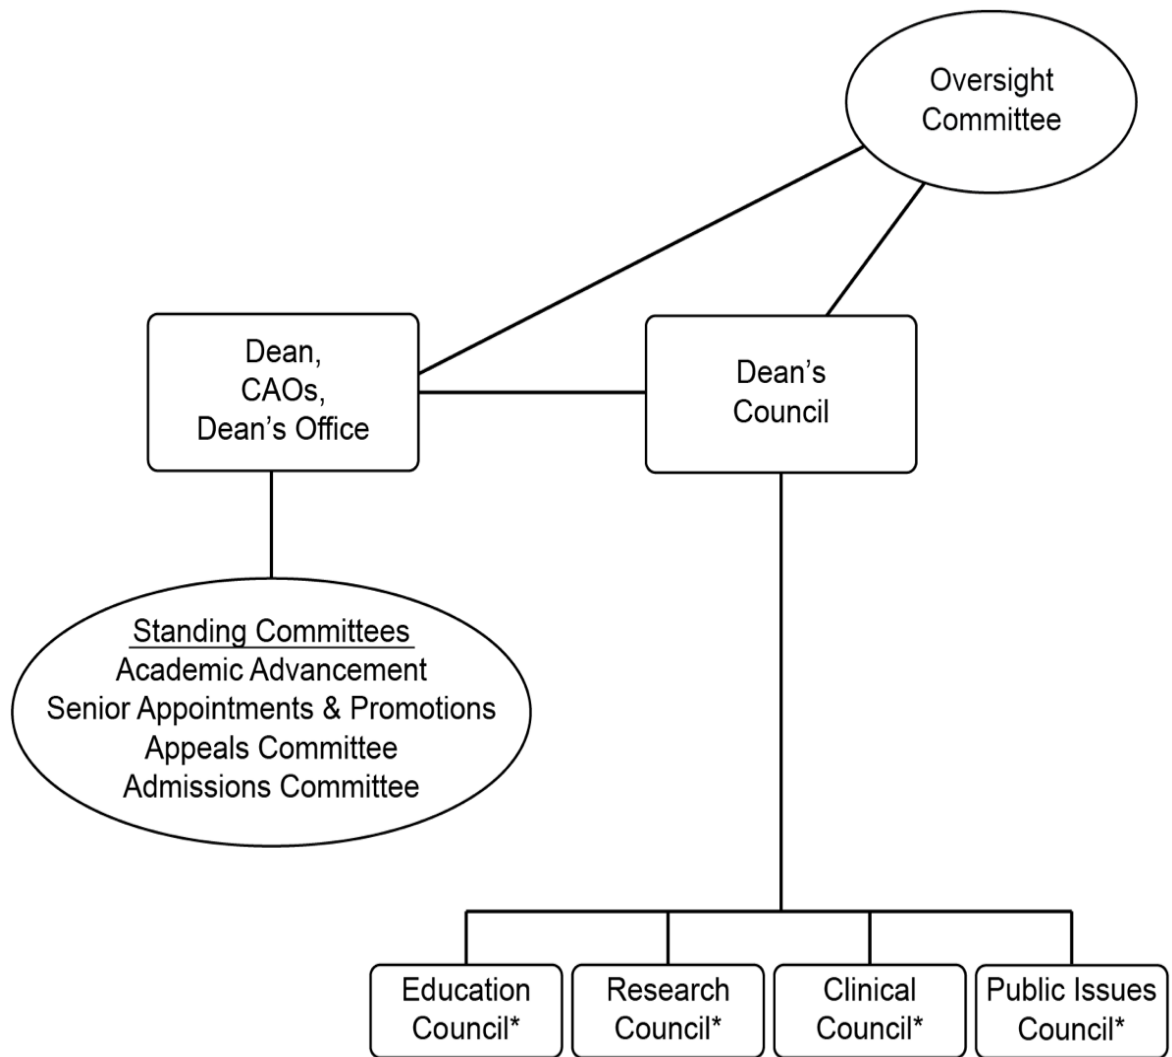 Oversight
Committee
Dean,
CAOs,
Dean’s Office
Dean’s
Council
Standing Committees
Academic Advancement
Senior Appointments & Promotions
Appeals Committee
Admissions Committee
Education
Council*
Research
Council*
Clinical
Council*
Public Issues
Council*